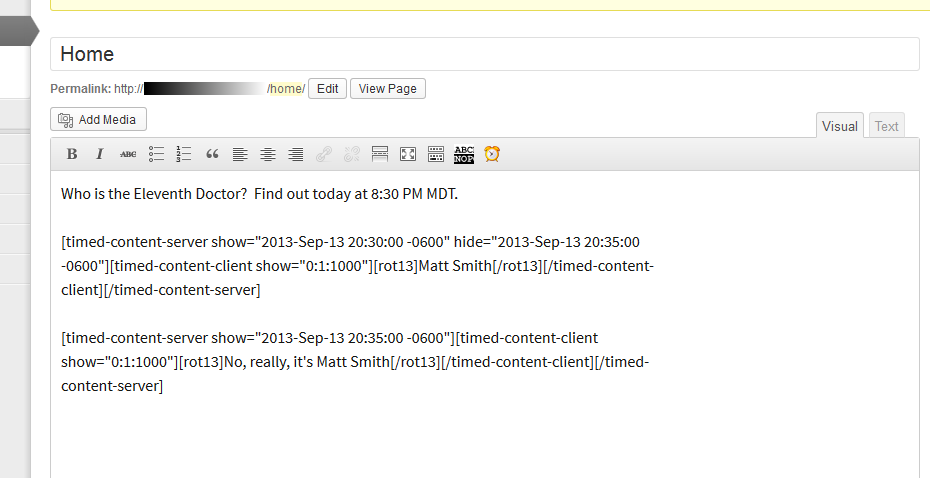 Home
Permalink: http:// /home/ Edit View Page
Add Media
Visual Text
B I ABC ABC NOP
Who is the Eleventh Doctor?  Find out today at 8:30 PM MDT.
[timed-content-server show="2013-Sep-13 20:30:00 -0600" hide="2013-Sep-13 20:35:00
-0600"][timed-content-client show="0:1:1000"][rot13]Matt Smith[/rot13][/timed-content-
client][/timed-content-server]
[timed-content-server show="2013-Sep-13 20:35:00 -0600"][timed-content-client
show="0:1:1000"][rot13]No, really, it's Matt Smith[/rot13][/timed-content-client][/timed-
content-server]